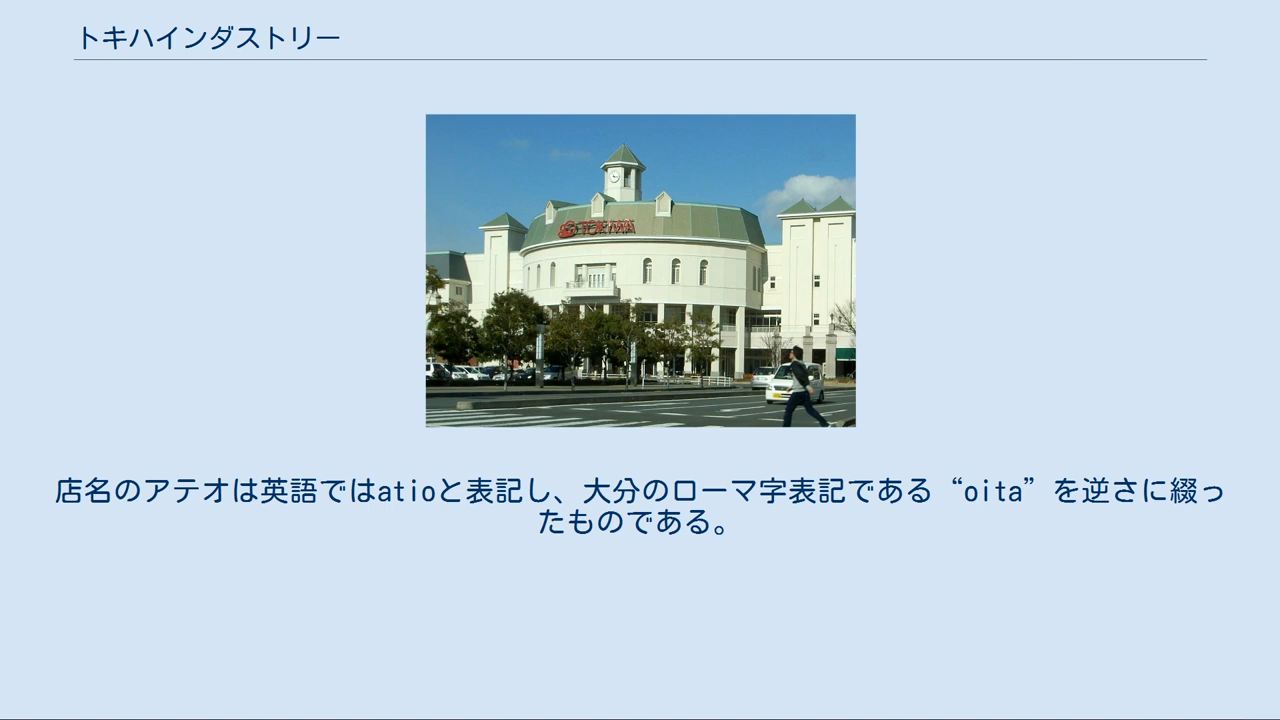 トキハインダストリー
TOKIWA
店名のアテオは英語ではatioと表記し、大分のローマ字表記である“oita”を逆さに綴っ
たものである。